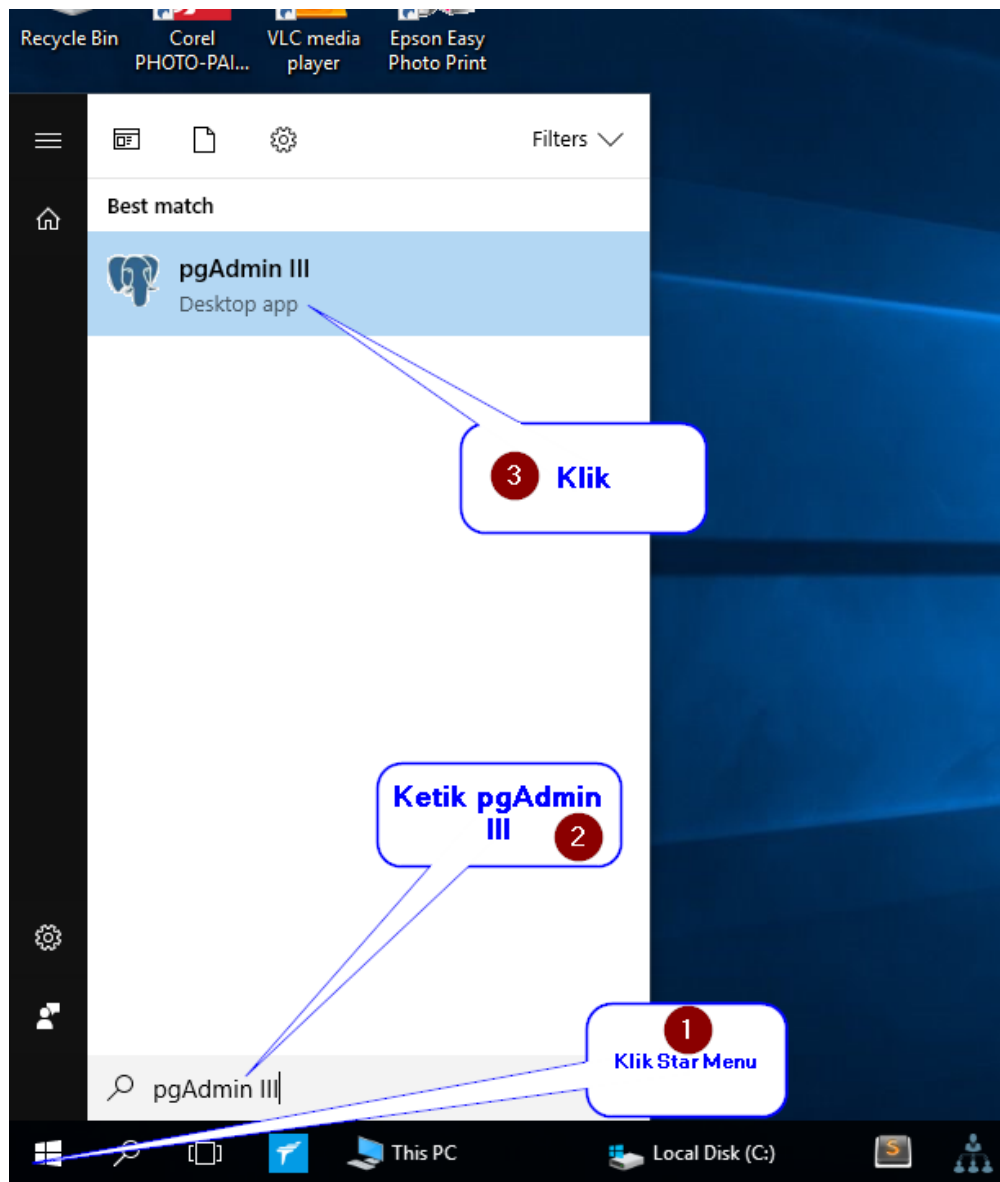 Recycle Bin
Corel
PHOTO-PAI...
VLC media
player
Epson Easy
Photo Print
Filters
Best match
pgAdmin III
Desktop app
3 Klik
Ketik pgAdmin
III 2
1
Klik Star Menu
pgAdmin III
This PC
Local Disk (C:)
S